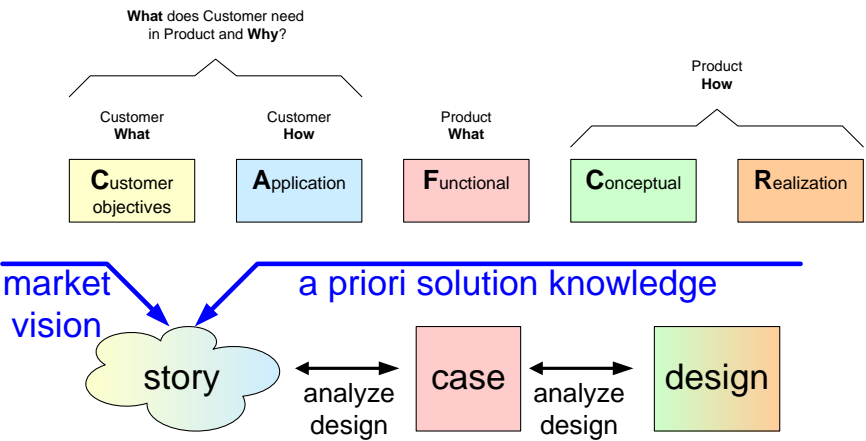 What does Customer need
in Product and Why?
Product
How
Customer
What
Customer
How
Product
What
Customer
objectives
Application
Functional
Conceptual
Realization
market
vision
a priori solution knowledge
story
analyze
design
case
analyze
design
design